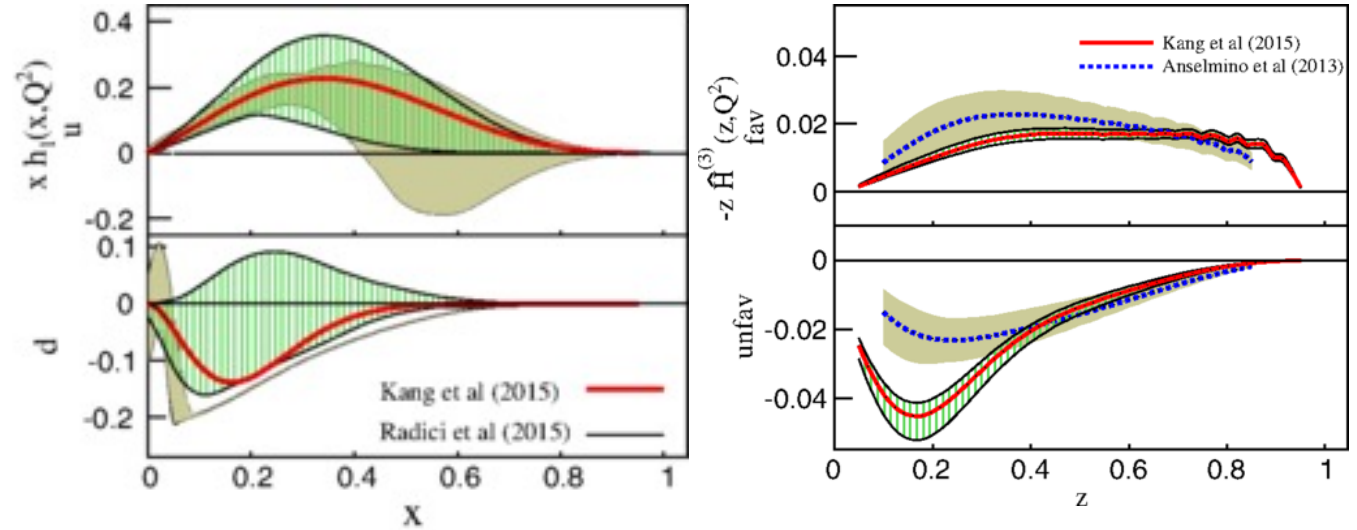 x h₁(x,Q²)
u
0.4
0.2
0
-0.2
d
0.1
0
-0.1
-0.2
Kang et al (2015)
Radici et al (2015)
0 0.2 0.4 0.6 0.8 1
x
-z Ĥ⁽³⁾(z,Q²)
fav
0.04
0.02
0
Kang et al (2015)
Anselmino et al (2013)
unfav
0
-0.02
-0.04
0 0.2 0.4 0.6 0.8 1
z